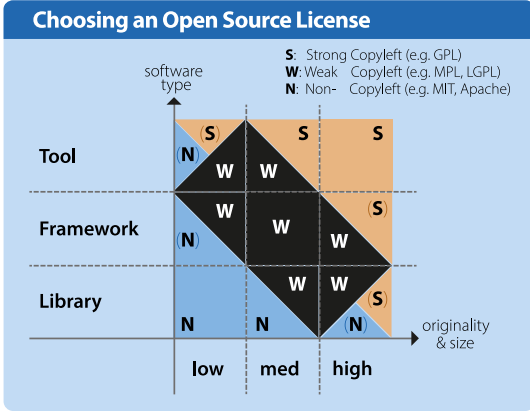 Choosing an Open Source License
S: Strong Copyleft (e.g. GPL)
W: Weak Copyleft (e.g. MPL, LGPL)
N: Non- Copyleft (e.g. MIT, Apache)
software
type
(S) S S
Tool (N)
W W
W (S)
Framework W
(N) W
W W
Library (S)
N N (N)
originality
& size
low med high